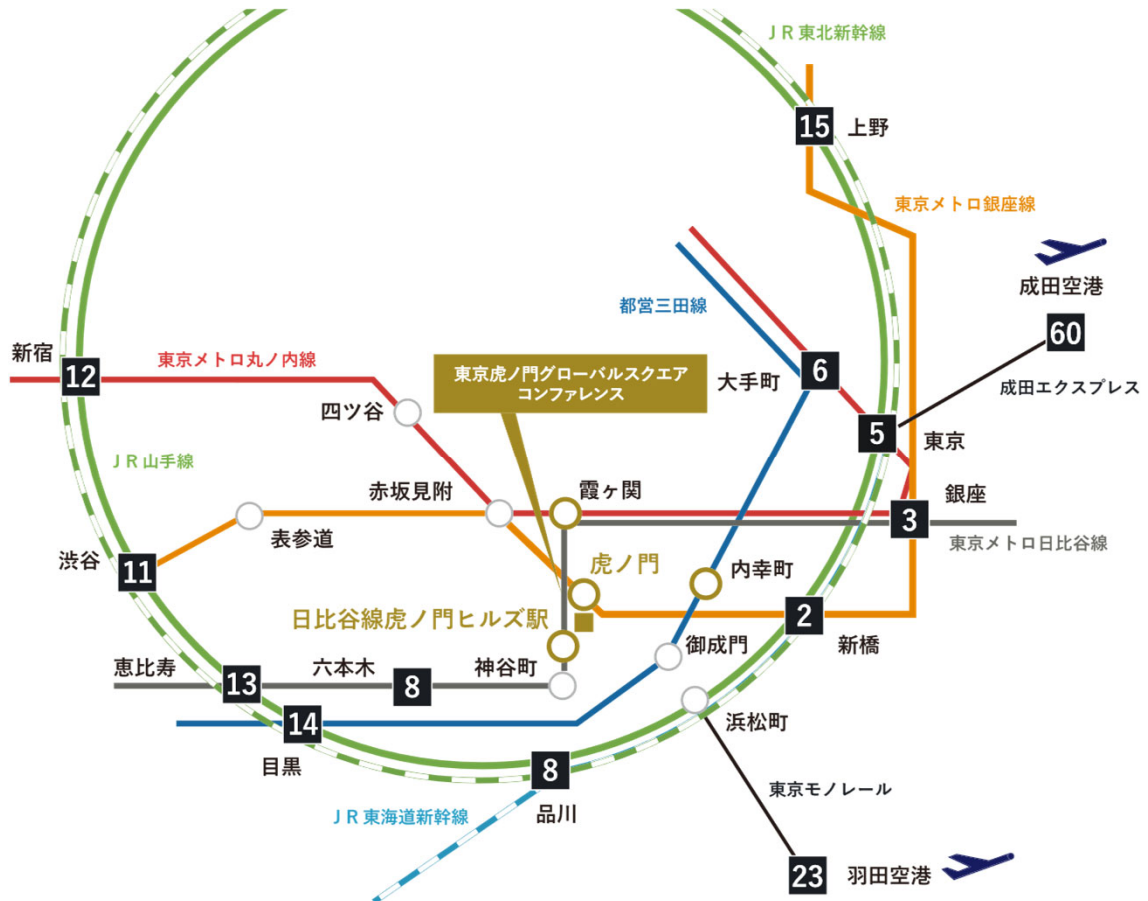 JR東北新幹線
15
上野
東京メトロ銀座線
成田空港
60
都営三田線
新宿
12
東京メトロ丸ノ内線
東京虎ノ門グローバルスクエア
コンファレンス
大手町
6
成田エクスプレス
四ツ谷
5
東京
JR山手線
赤坂見附
霞ヶ関
銀座
3
東京メトロ日比谷線
表参道
渋谷
11
虎ノ門
内幸町
日比谷線虎ノ門ヒルズ駅
2
新橋
御成門
恵比寿
13
六本木
8
神谷町
14
目黒
浜松町
8
品川
東京モノレール
JR東海道新幹線
23
羽田空港